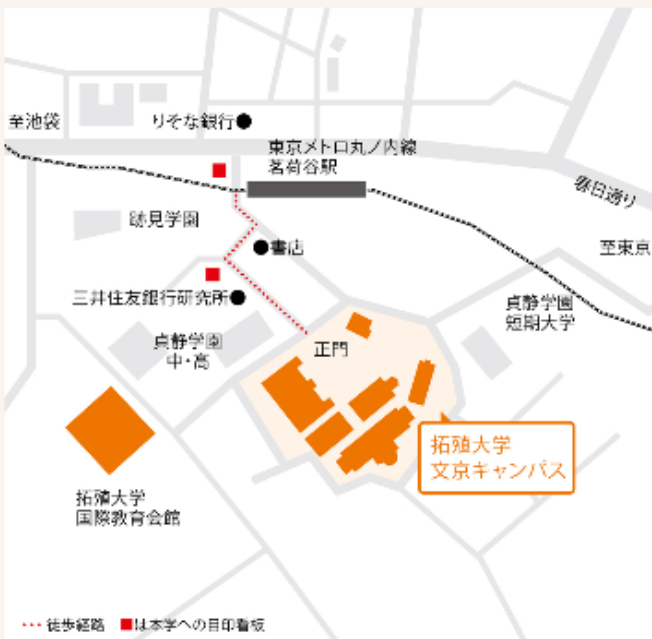 至池袋
りそな銀行●
東京メトロ丸ノ内線
茗荷谷駅
春日通り
跡見学園
●書店
至東京
三井住友銀行研究所●
貞静学園
短期大学
貞静学園
中・高
正門
拓殖大学
文京キャンパス
拓殖大学
国際教育会館
徒歩経路 ■は本学への目印看板